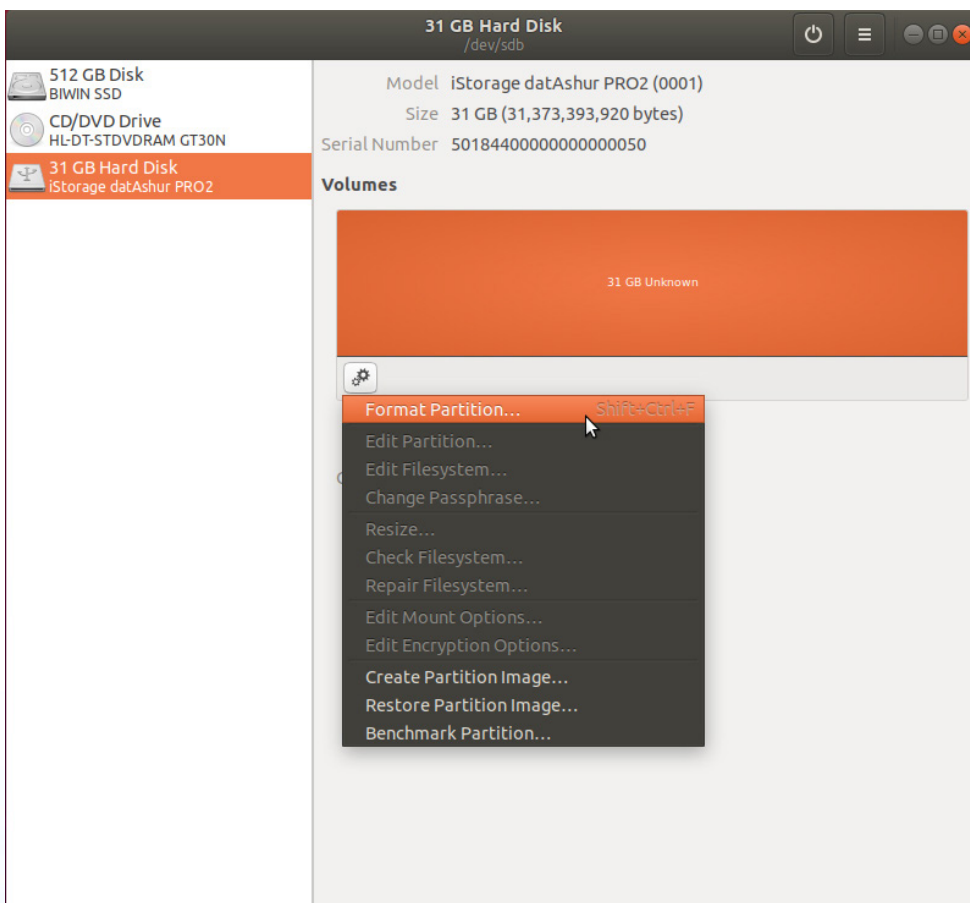 31 GB Hard Disk
/dev/sdb
512 GB Disk
BIWIN SSD
CD/DVD Drive
HL-DT-STDVDRAM GT30N
31 GB Hard Disk
iStorage datAshur PRO2
Model iStorage datAshur PRO2 (0001)
Size 31 GB (31,373,393,920 bytes)
Serial Number 50184400000000000050
Volumes
31 GB Unknown
Format Partition... Shift+Ctrl+F
Edit Partition...
Edit Filesystem...
Change Passphrase...
Resize...
Check Filesystem...
Repair Filesystem...
Edit Mount Options...
Edit Encryption Options...
Create Partition Image...
Restore Partition Image...
Benchmark Partition...